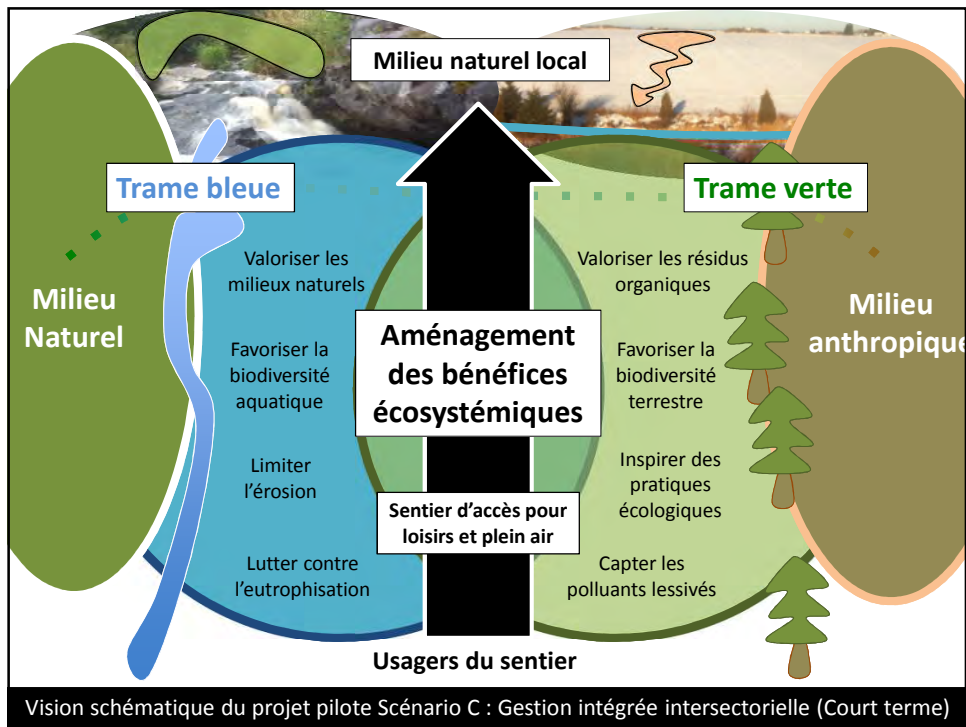 Milieu naturel local
Trame bleue
Trame verte
Milieu
Naturel
Valoriser les
milieux naturels
Favoriser la
biodiversité
aquatique
Limiter
l’érosion
Lutter contre
l’eutrophisation
Aménagement
des bénéfices
écosystémiques
Sentier d’accès pour
loisirs et plein air
Valoriser les résidus
organiques
Favoriser la
biodiversité
terrestre
Inspirer des
pratiques
écologiques
Capter les
polluants lessivés
Milieu
anthropique
Usagers du sentier
Vision schématique du projet pilote Scénario C : Gestion intégrée intersectorielle (Court terme)